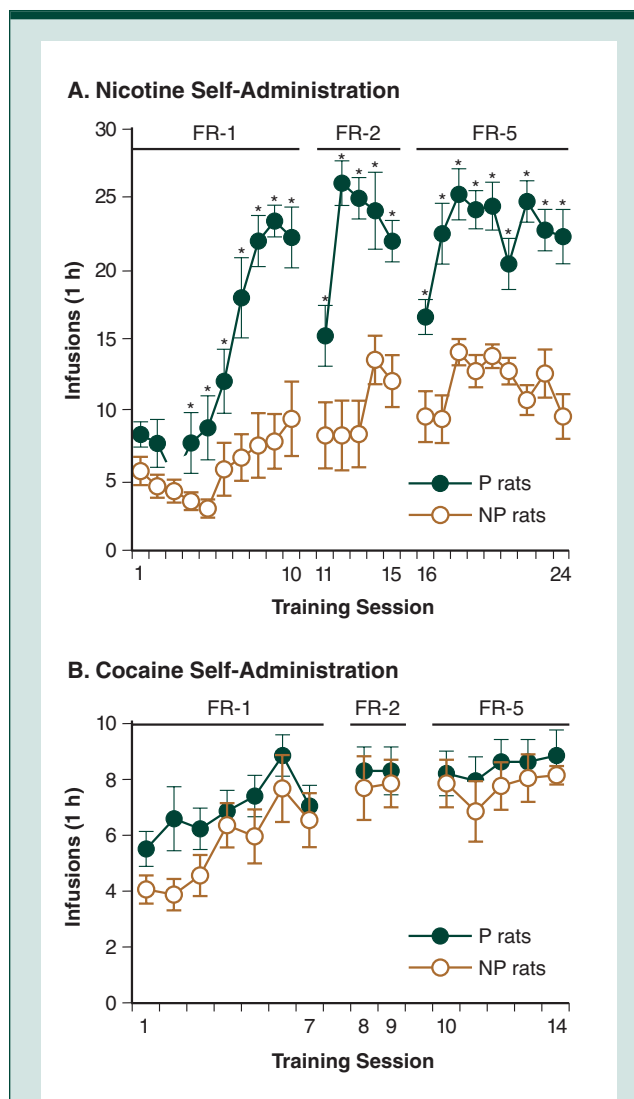 A. Nicotine Self-Administration
FR-1 FR-2 FR-5
30
25
20
15
10
5
0
Infusions (1 h)
* * * * * * * * * * * * * * * * * * * * *
P rats
NP rats
1 10 11 15 16 24
Training Session
B. Cocaine Self-Administration
FR-1 FR-2 FR-5
10
8
6
4
2
0
Infusions (1 h)
P rats
NP rats
1 7 8 9 10 14
Training Session